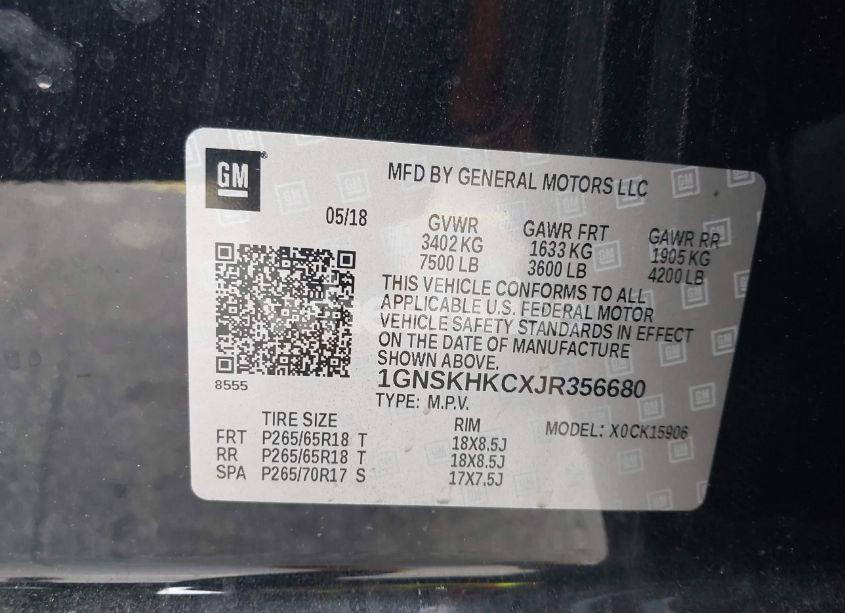 GM
MFD BY GENERAL MOTORS LLC
05/18
GVWR GAWR FRT GAWR RR
3402 KG 1633 KG 1905 KG
7500 LB 3600 LB 4200 LB
THIS VEHICLE CONFORMS TO ALL
APPLICABLE U.S. FEDERAL MOTOR
VEHICLE SAFETY STANDARDS IN EFFECT
ON THE DATE OF MANUFACTURE
SHOWN ABOVE.
8555
1GNSKHKCXJR356680
TYPE: M.P.V.
TIRE SIZE RIM MODEL: X0CK15906
FRT P265/65R18 T 18X8.5J
RR P265/65R18 T 18X8.5J
SPA P265/70R17 S 17X7.5J